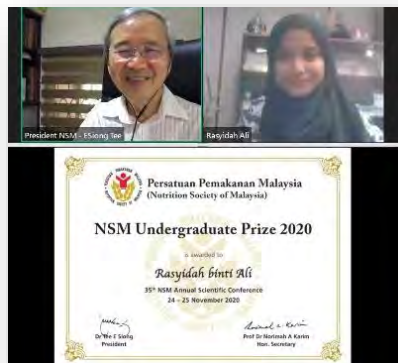 President NSM - ESiong Tee
Rasyidah Ali
Persatuan Pemakanan Malaysia
(Notrition Society of Malaysia)
NSM Undergraduate Prize 2020
is awarded to
Rasyidah binti Ali
35th NSM Annual Scientific Conference
24 – 25 November 2020
Dr Tee E Siong
President
Prof Dr Norimah A Karim
Hon. Secretary